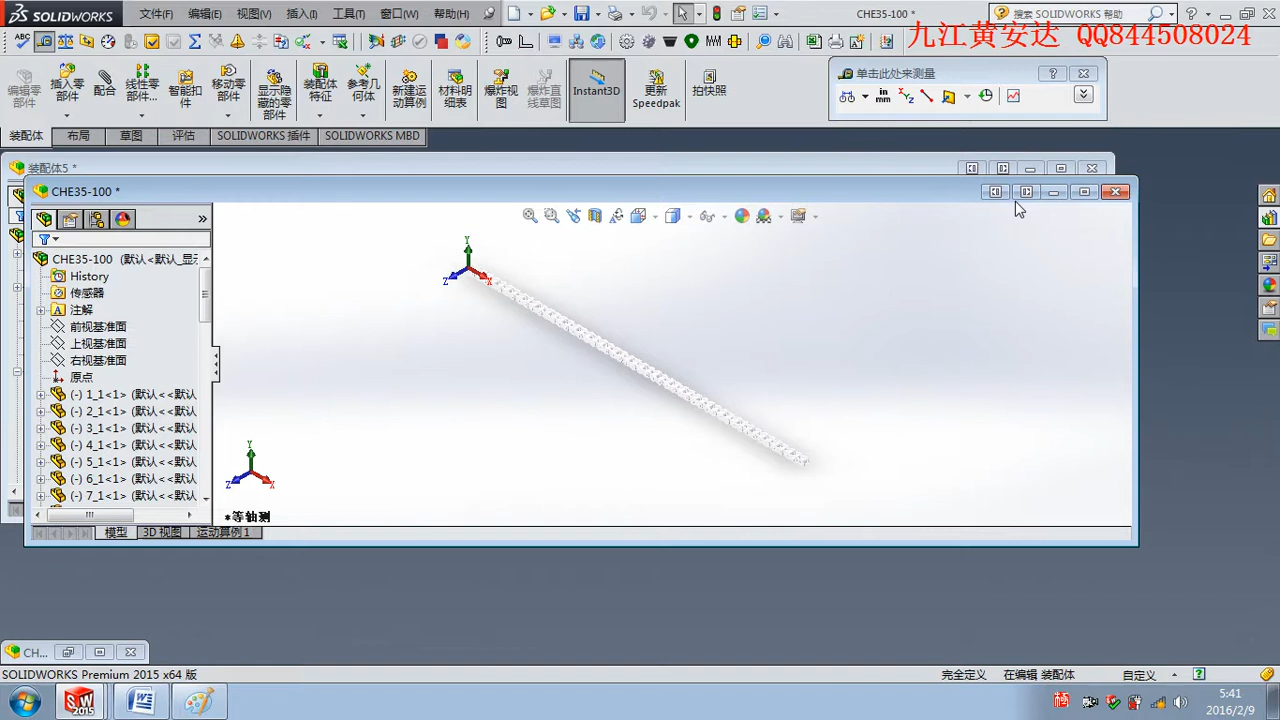 SOLIDWORKS 文件(F) 编辑(E) 视图(V) 插入(I) 工具(T) 窗口(W) 帮助(H) CHE35-100 * 搜索 SOLIDWORKS 帮助
九江黄安达 QQ844508024
编辑零部件 插入零部件 配合 线性零部件... 智能扣件 移动零部件 显示隐藏的零部件 装配体特征 参考几何体 新建运动算例 材料明细表 爆炸视图 爆炸直线草图 Instant3D 更新 Speedpak 拍快照
单击此处来测量
in mm
装配体 布局 草图 评估 SOLIDWORKS 插件 SOLIDWORKS MBD
装配体5 *
CHE35-100 *
CHE35-100 (默认<默认_显示
History
传感器
注解
前视基准面
上视基准面
右视基准面
原点
(-) 1_1<1> (默认<<默认
(-) 2_1<1> (默认<<默认
(-) 3_1<1> (默认<<默认
(-) 4_1<1> (默认<<默认
(-) 5_1<1> (默认<<默认
(-) 6_1<1> (默认<<默认
(-) 7_1<1> (默认<<默认
Y
Z X
Y
Z X
*等轴测
模型 3D 视图 运动算例 1
CH...
SOLIDWORKS Premium 2015 x64 版 完全定义 在编辑 装配体 自定义
5:41
2016/2/9